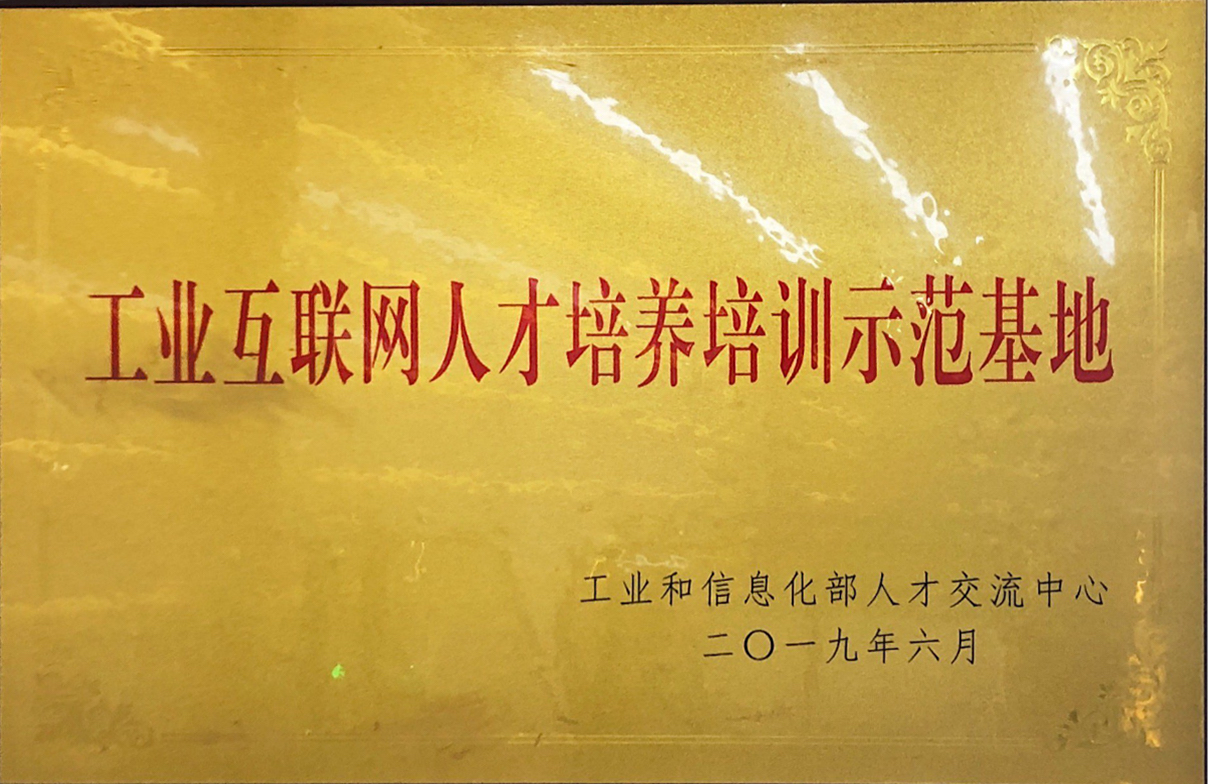 工业互联网人才培养培训示范基地
工业和信息化部人才交流中心
二〇一九年六月